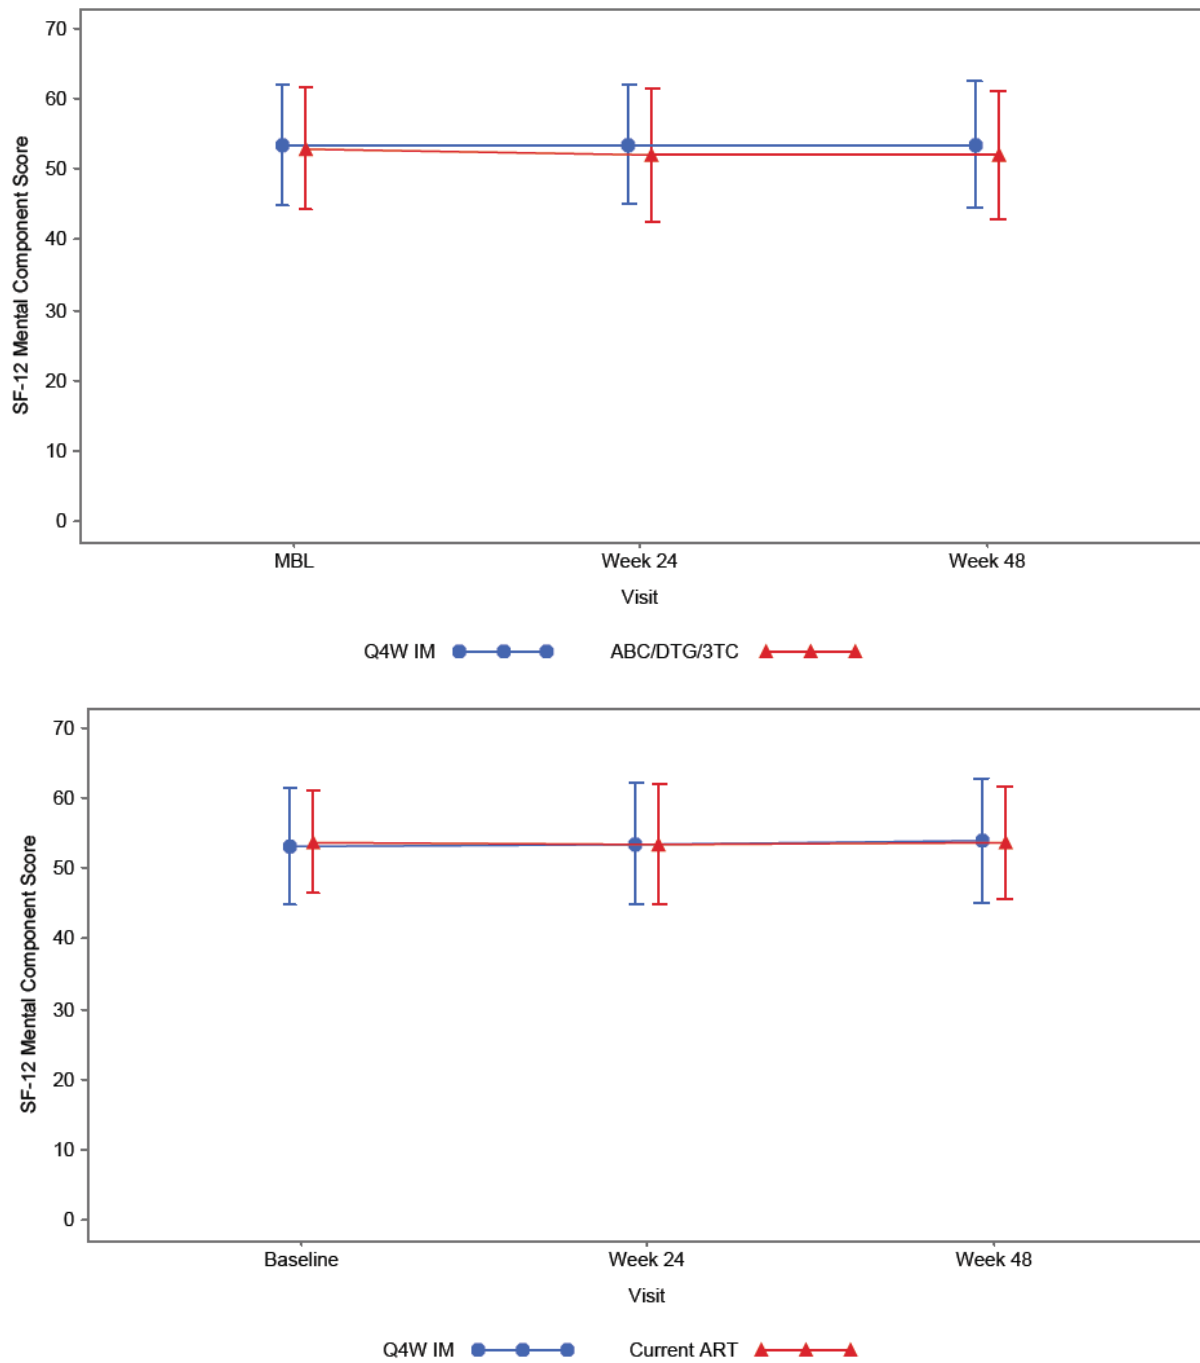 70
60
50
40
30
20
10
0
SF-12 Mental Component Score
MBL Week 24 Week 48
Visit
Q4W IM ABC/DTG/3TC
70
60
50
40
30
20
10
0
SF-12 Mental Component Score
Baseline Week 24 Week 48
Visit
Q4W IM Current ART